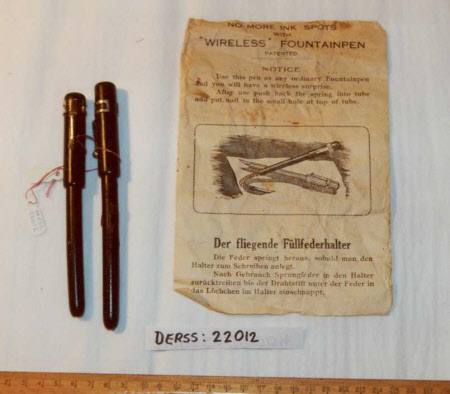 NO MORE INK SPOTS
WITH
"WIRELESS" FOUNTAINPEN
PATENTED
NOTICE
Use this pen as any ordinary Fountainpen
and you will have a wireless surprise.
After use push back the spring into tube
and put nail in the small hole at top of tube.
Der fliegende Füllfederhalter
Die Feder springt heraus, sobald man den
Halter zum Schreiben anlegt.
Nach Gebrauch Sprungfeder in den Halter
zurücktreiben bis der Drahtstift unter der Feder in
das Löchchen im Halter einschnappt.
DERSS: 22012